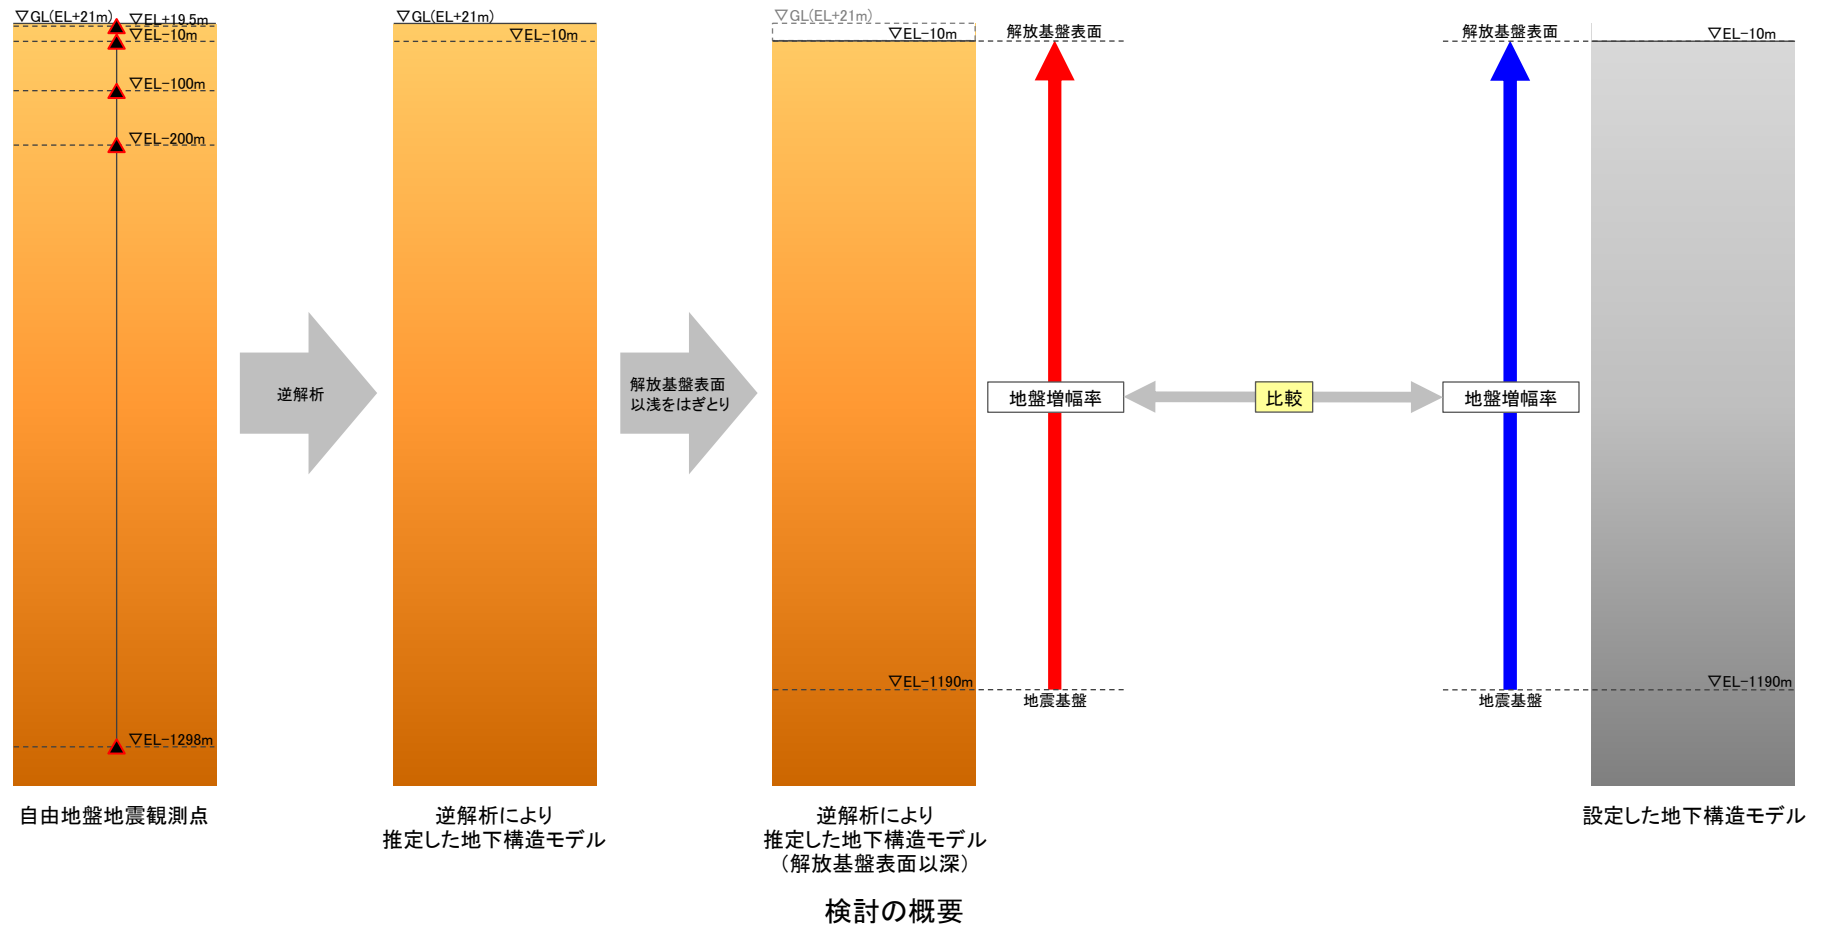 ▽GL(EL+21m)
▽EL+19.5m
▽EL-10m
▽EL-100m
▽EL-200m
▽EL-1298m
自由地盤地震観測点
逆解析
▽GL(EL+21m)
▽EL-10m
逆解析により
推定した地下構造モデル
解放基盤表面
以浅をはぎとり
▽GL(EL+21m)
▽EL-10m
▽EL-1190m
逆解析により
推定した地下構造モデル
（解放基盤表面以深）
解放基盤表面
地盤増幅率
地震基盤
比較
解放基盤表面
地盤増幅率
地震基盤
▽EL-10m
▽EL-1190m
設定した地下構造モデル
検討の概要